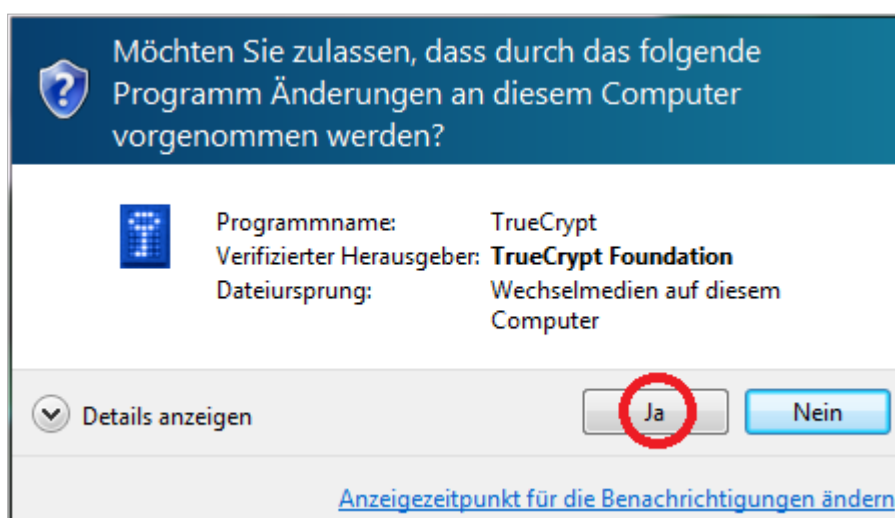 Möchten Sie zulassen, dass durch das folgende
Programm Änderungen an diesem Computer
vorgenommen werden?
Programmname: TrueCrypt
Verifizierter Herausgeber: TrueCrypt Foundation
Dateiursprung: Wechselmedien auf diesem
Computer
Details anzeigen Ja Nein
Anzeigezeitpunkt für die Benachrichtigungen ändern